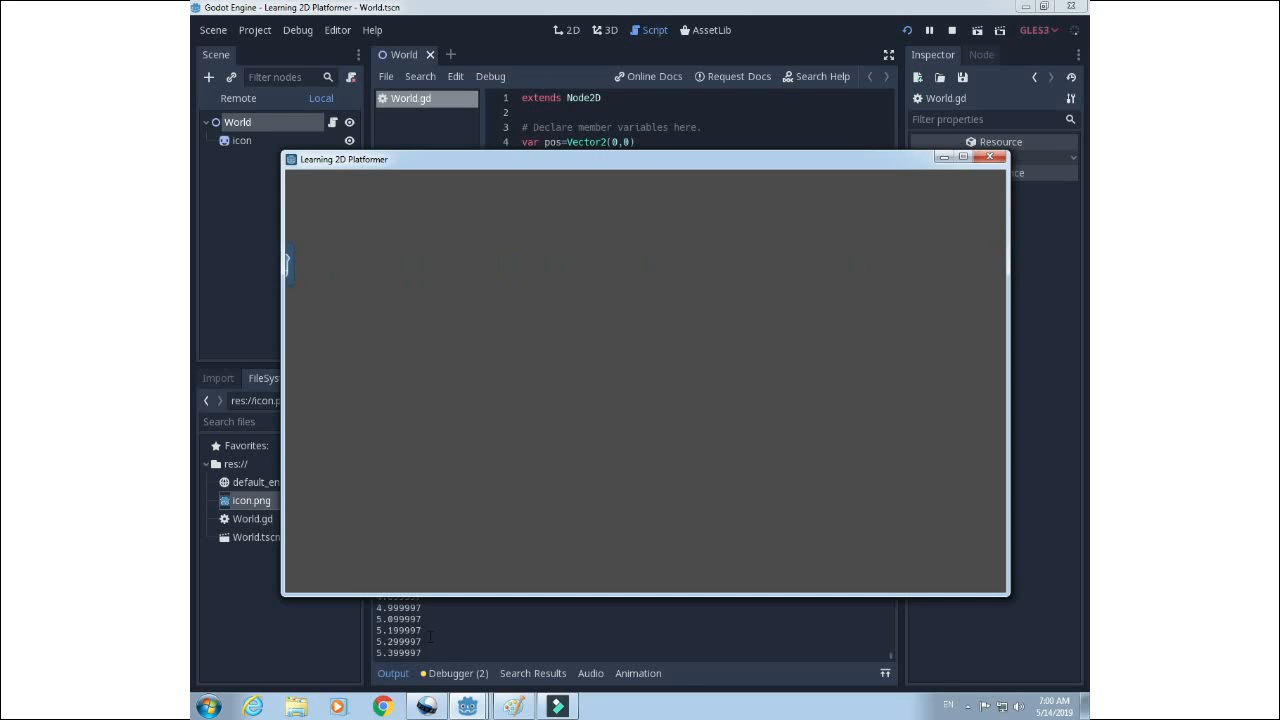 Godot Engine - Learning 2D Platformer - World.tscn
Scene Project Debug Editor Help 2D 3D Script AssetLib GLES3
Scene World Inspector Node
Filter nodes File Search Edit Debug Online Docs Request Docs Search Help
Remote Local World.gd 1 extends Node2D World.gd
2
Filter properties
World 3 # Declare member variables here.
icon 4 var pos=Vector2(0,0) Resource
Learning 2D Platformer
Import FileSys
res://icon.p
Search files
Favorites:
res://
default_en
icon.png
World.gd
World.tscn
4.999997
5.099997
5.199997
5.299997
5.399997
Output Debugger (2) Search Results Audio Animation
EN 7:00 AM
5/14/2019